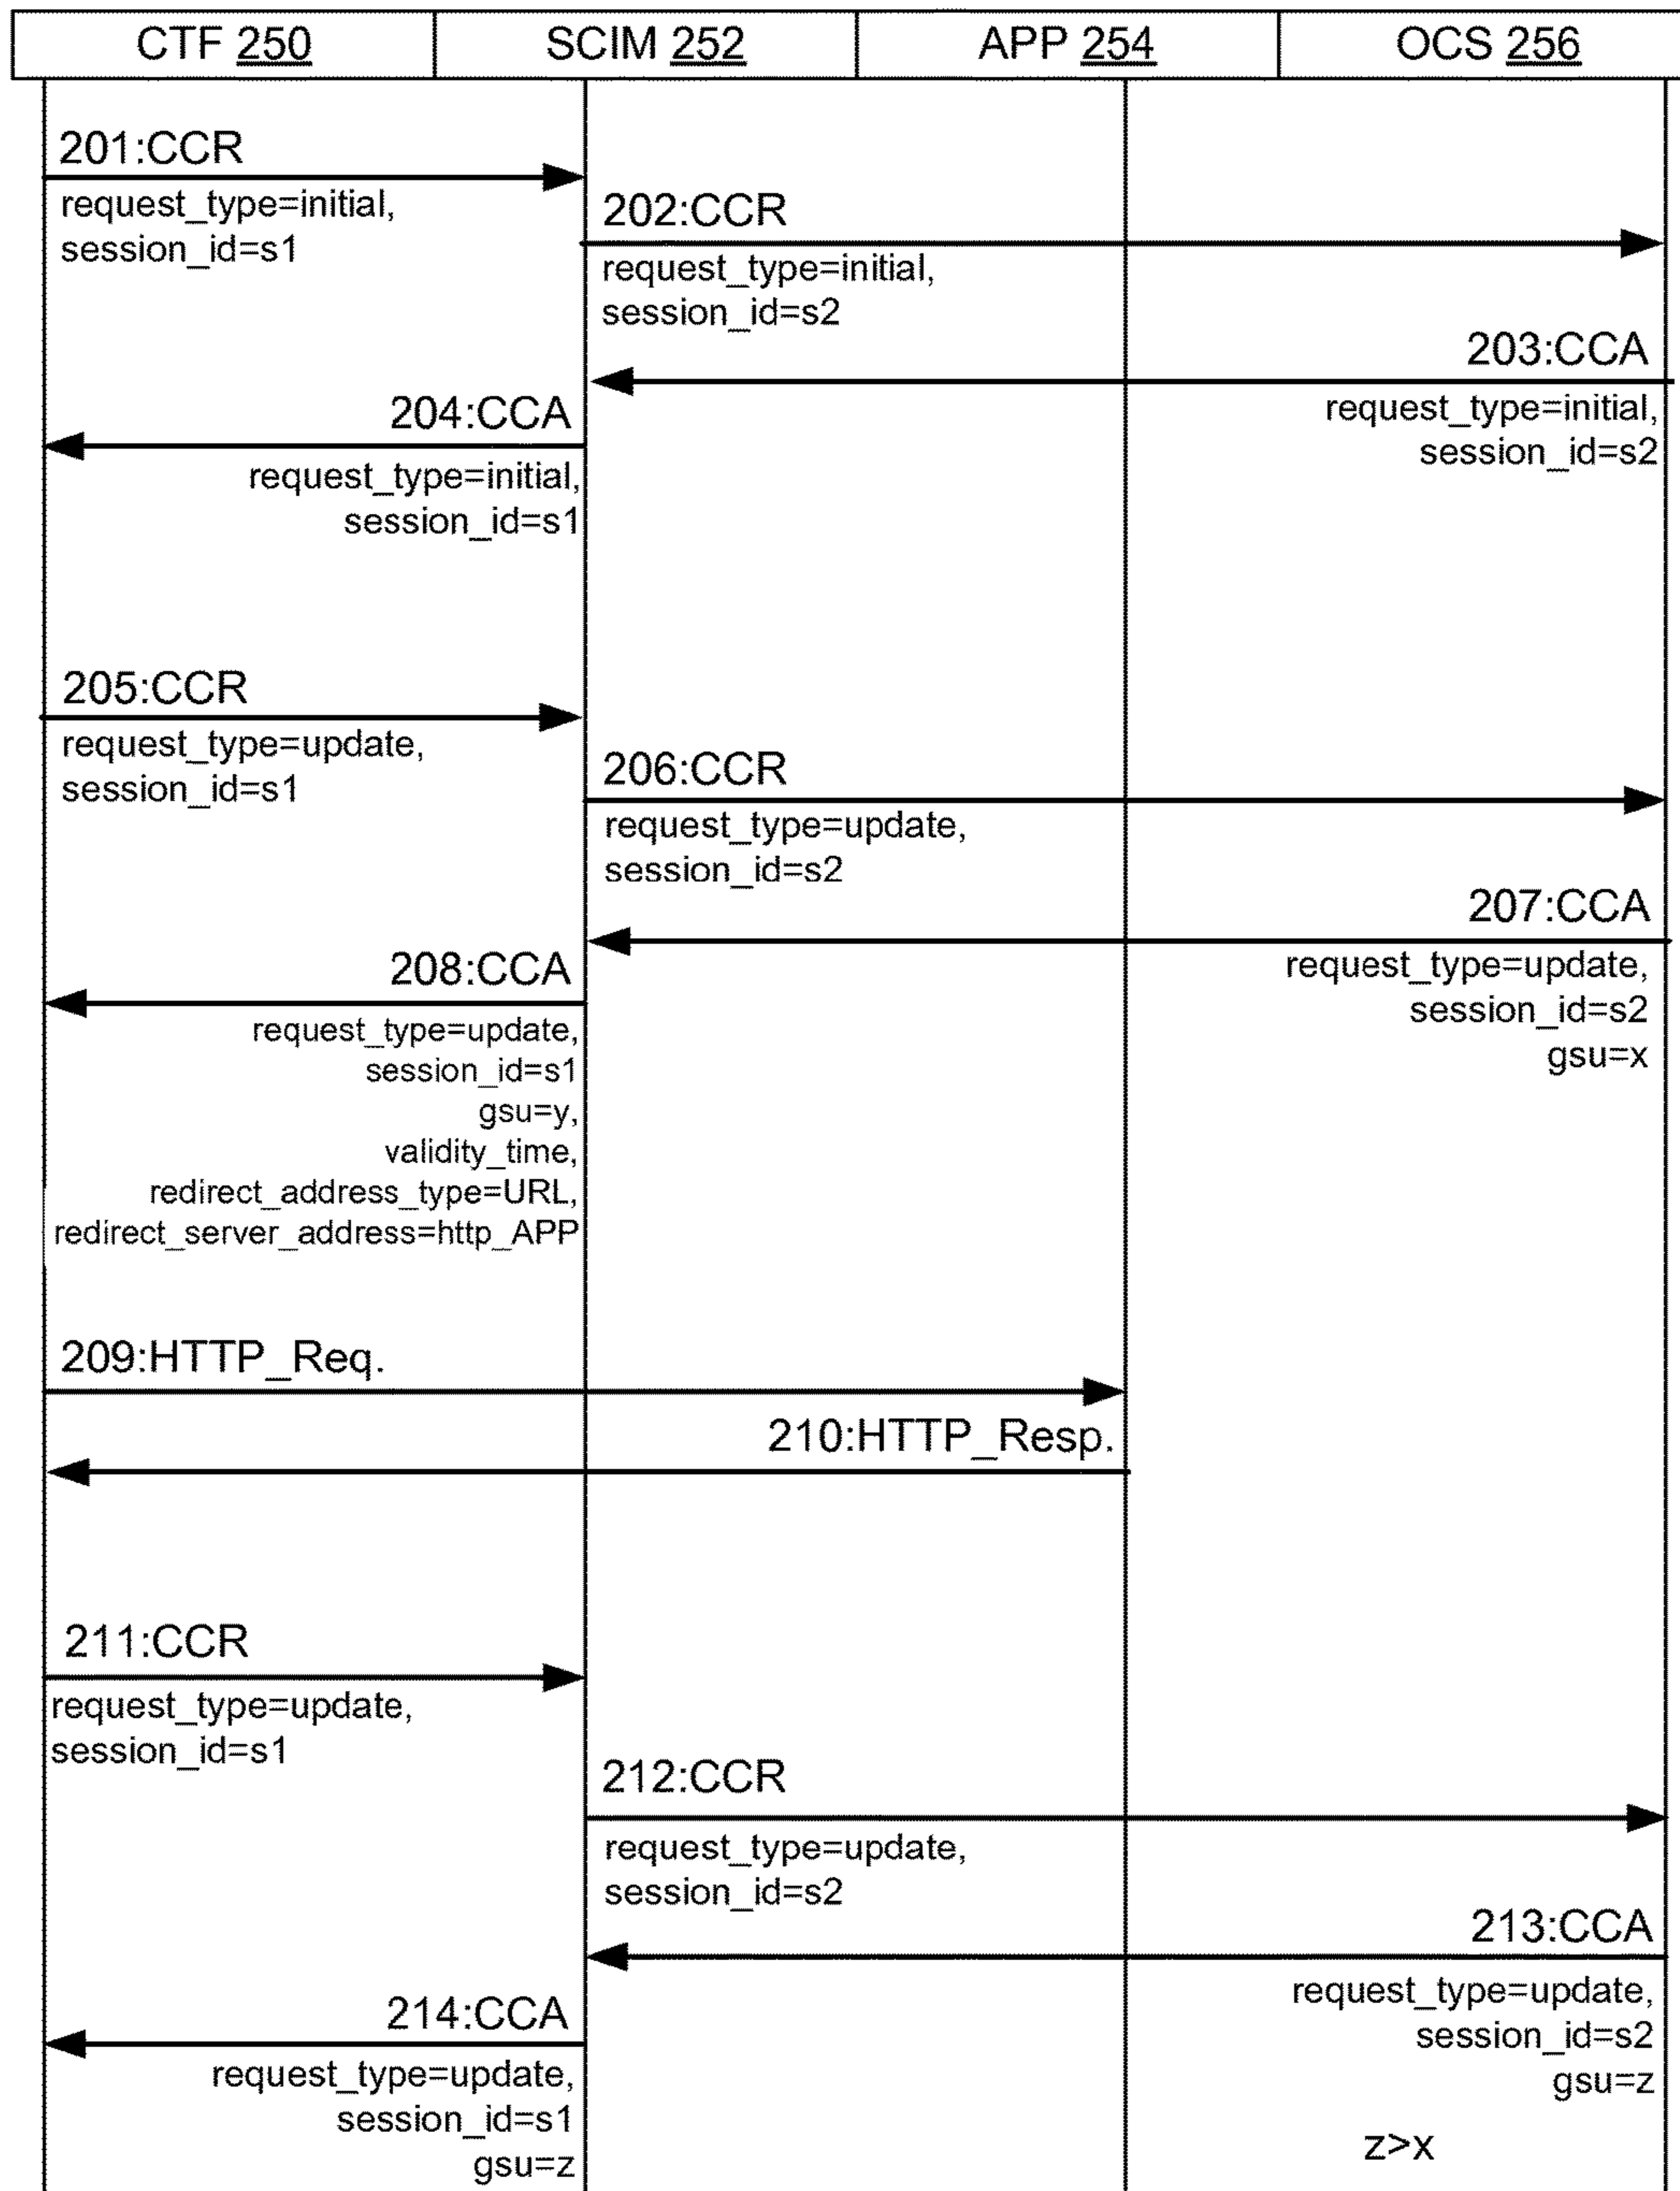 CTF 250 SCIM 252 APP 254 OCS 256
201:CCR
request_type=initial,
session_id=s1
202:CCR
request_type=initial,
session_id=s2
203:CCA
request_type=initial,
session_id=s2
204:CCA
request_type=initial,
session_id=s1
205:CCR
request_type=update,
session_id=s1
206:CCR
request_type=update,
session_id=s2
207:CCA
request_type=update,
session_id=s2
gsu=x
208:CCA
request_type=update,
session_id=s1
gsu=y,
validity_time,
redirect_address_type=URL,
redirect_server_address=http_APP
209:HTTP_Req.
210:HTTP_Resp.
211:CCR
request_type=update,
session_id=s1
212:CCR
request_type=update,
session_id=s2
213:CCA
request_type=update,
session_id=s2
gsu=z
z>x
214:CCA
request_type=update,
session_id=s1
gsu=z